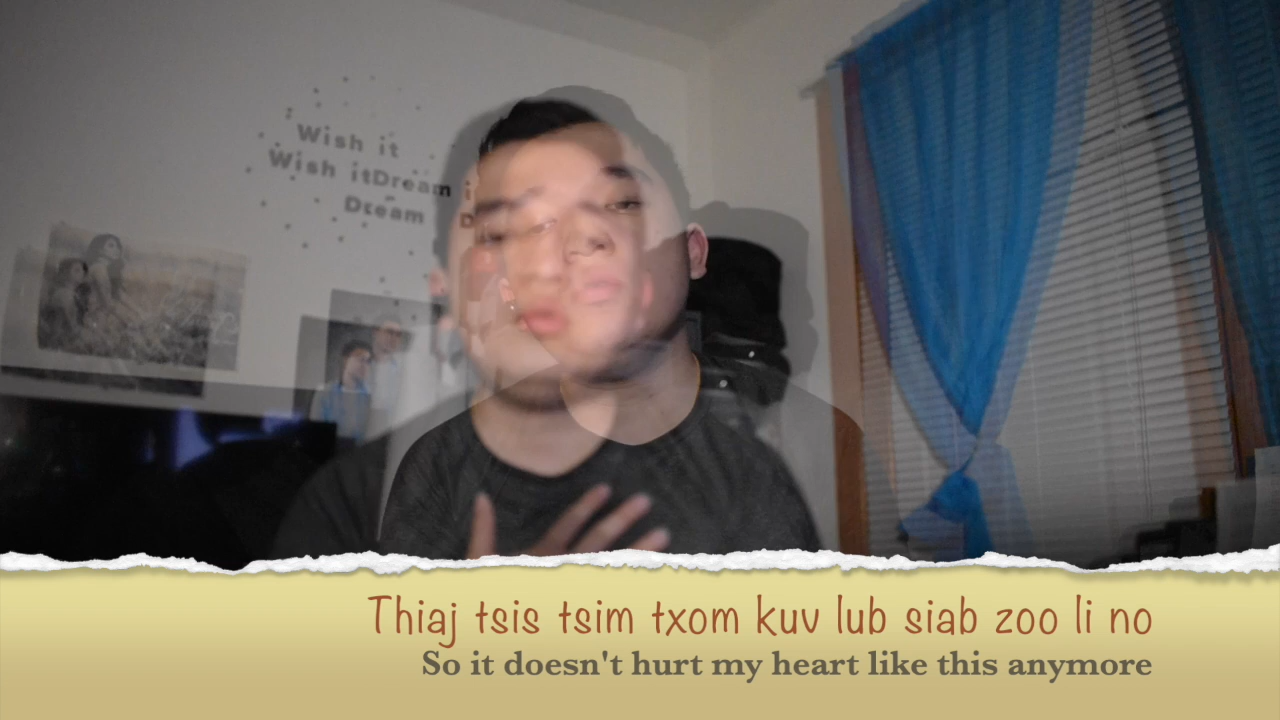 Wish it
Wish itDream i
Dream
Thiaj tsis tsim txom kuv lub siab zoo li no
So it doesn't hurt my heart like this anymore